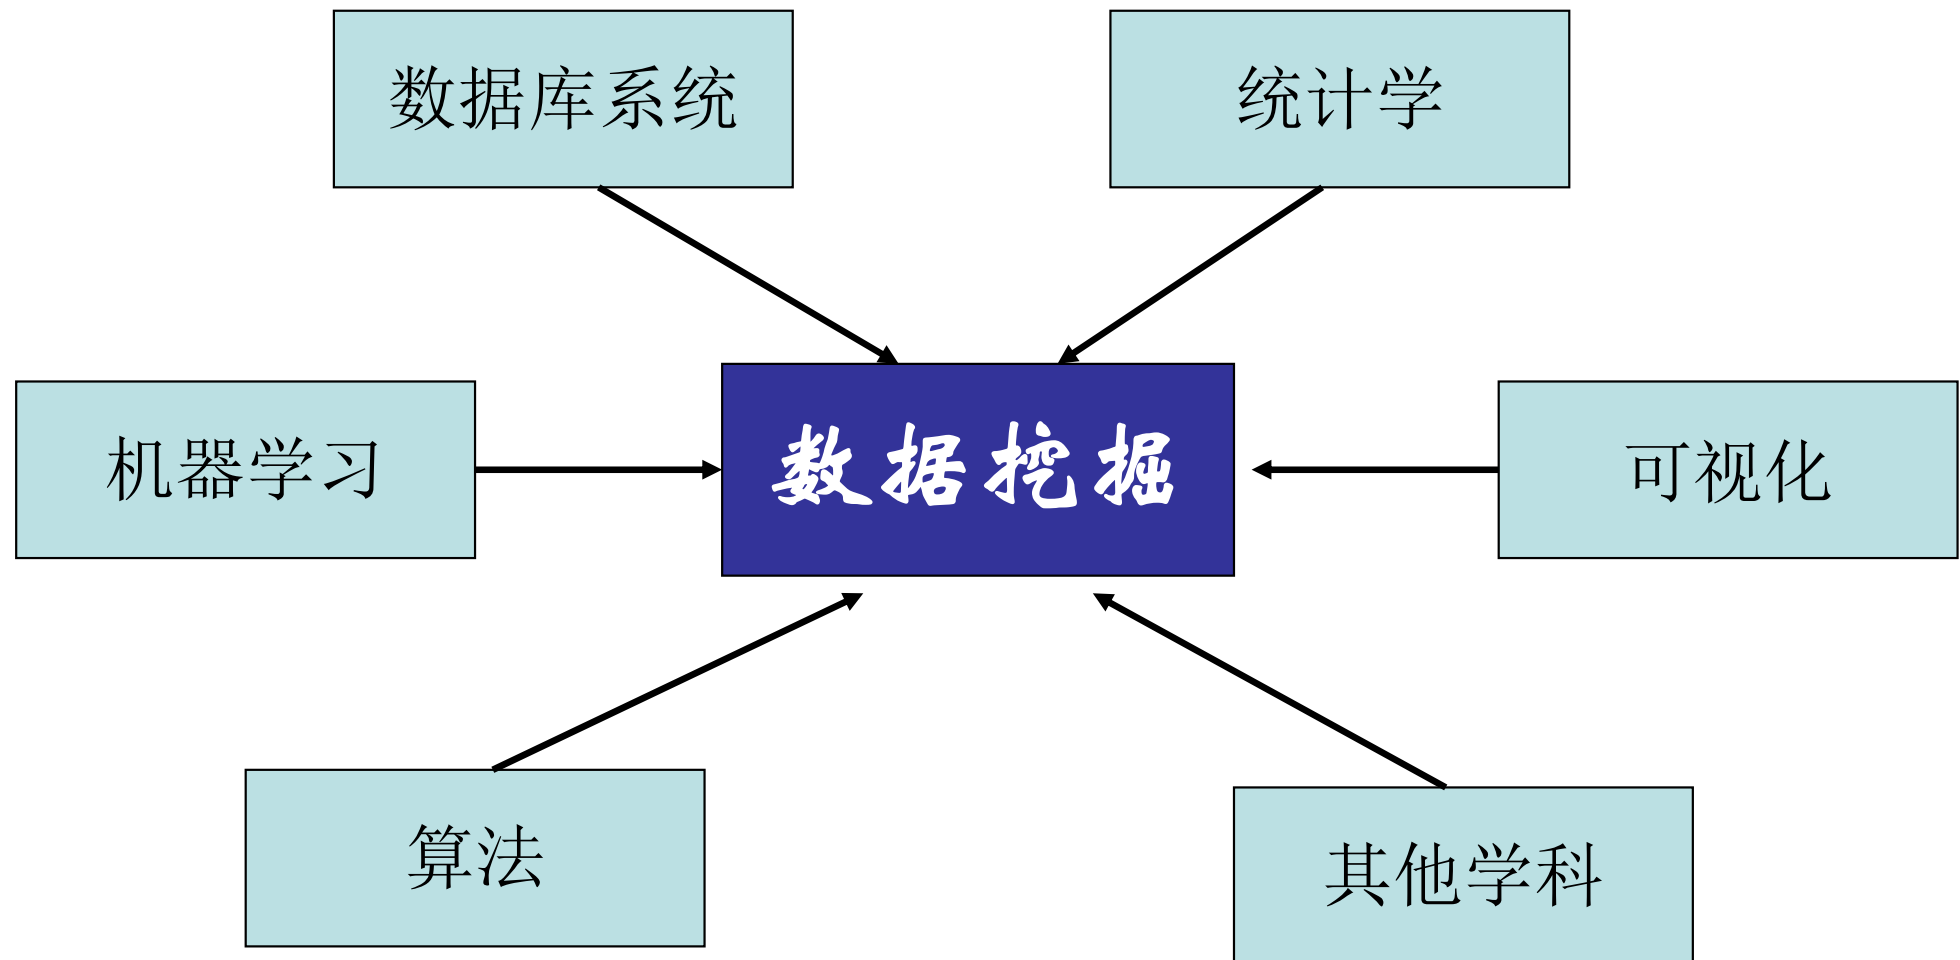 数据库系统
统计学
机器学习
数据挖掘
可视化
算法
其他学科